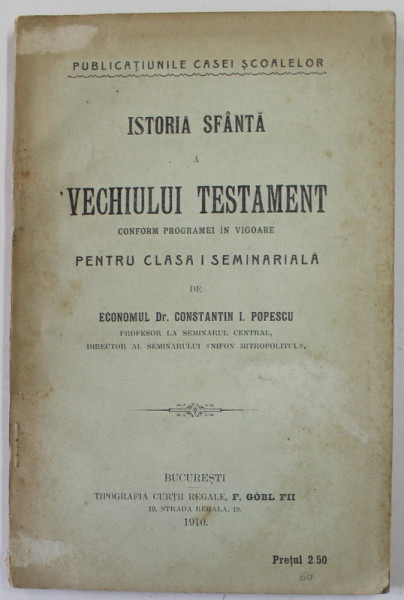 PUBLICAȚIUNILE CASEI ȘCOALELOR
ISTORIA SFÂNTĂ
A
VECHIULUI TESTAMENT
CONFORM PROGRAMEI ÎN VIGOARE
PENTRU CLASA I SEMINARIALĂ
DE
ECONOMUL Dr. CONSTANTIN I. POPESCU
PROFESOR LA SEMINARUL CENTRAL,
DIRECTOR AL SEMINARULUI «NIFON MITROPOLITUL».
BUCUREȘTI
TIPOGRAFIA CURȚII REGALE, F. GÖBL FII
19, STRADA REGALĂ, 19.
1910.
Prețul 2.50
60